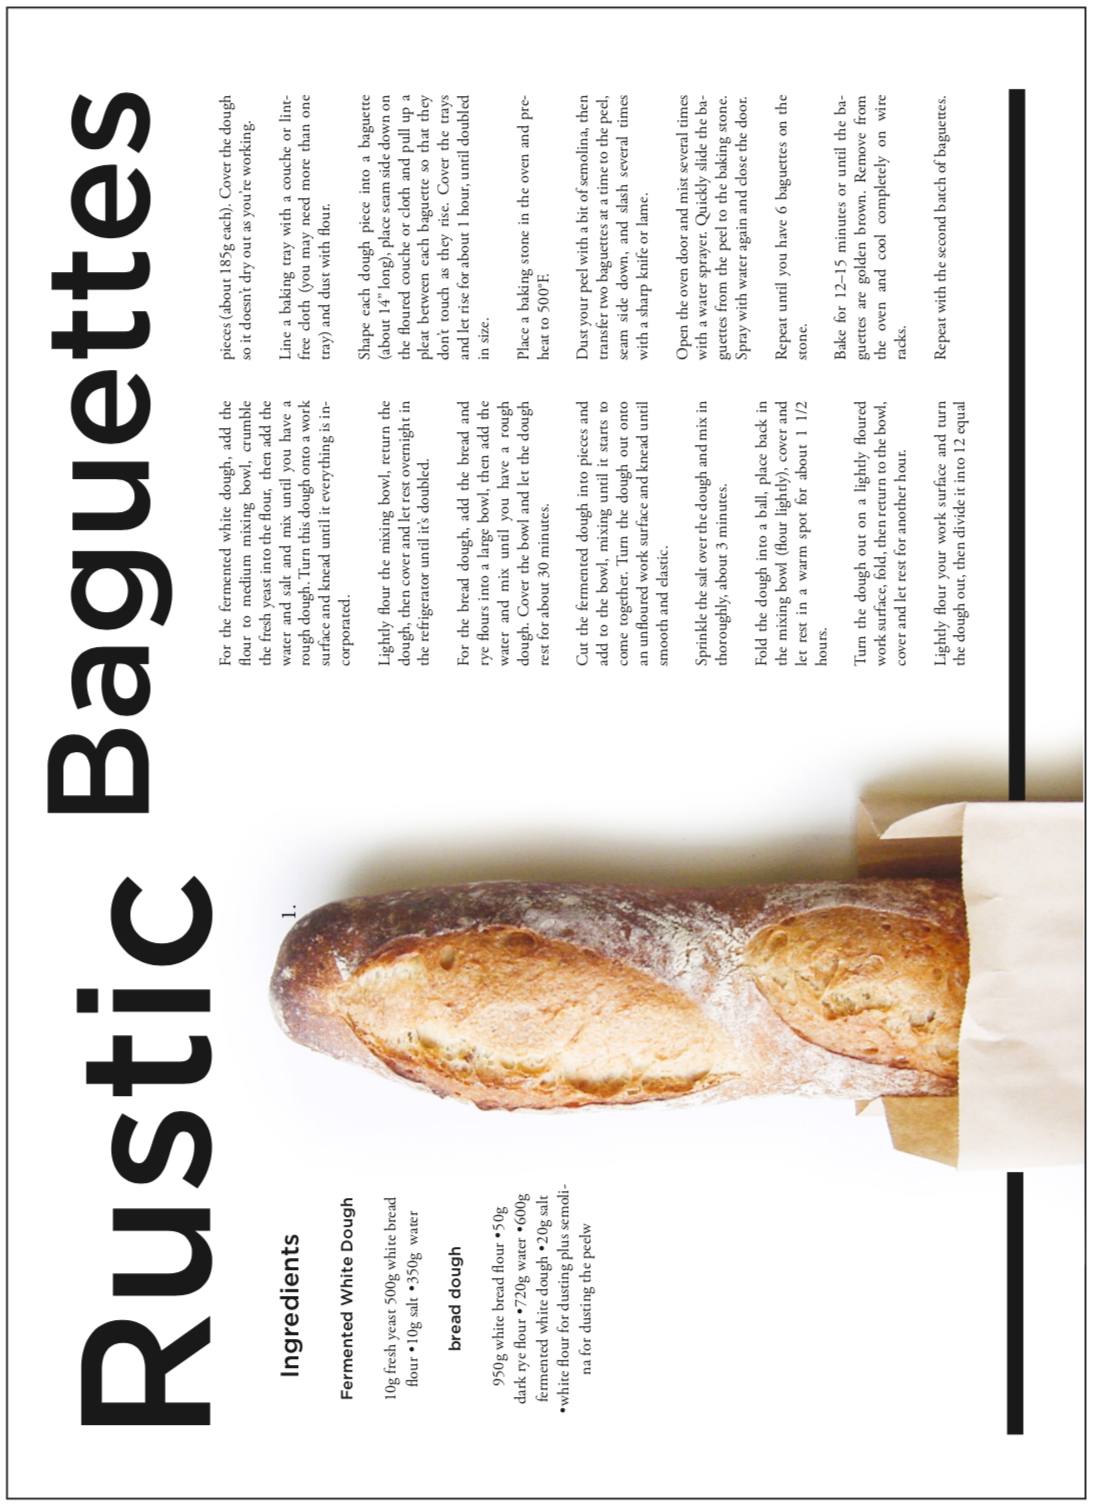 Rustic Baguettes
Ingredients
Fermented White Dough
10g fresh yeast 500g white bread
flour •10g salt •350g water
bread dough
950g white bread flour •50g
dark rye flour •720g water •600g
fermented white dough •20g salt
•white flour for dusting plus semoli-
na for dusting the peelw
1.
For the fermented white dough, add the
flour to medium mixing bowl, crumble
the fresh yeast into the flour, then add the
water and salt and mix until you have a
rough dough. Turn this dough onto a work
surface and knead until it everything is in-
corporated.
Lightly flour the mixing bowl, return the
dough, then cover and let rest overnight in
the refrigerator until it's doubled.
For the bread dough, add the bread and
rye flours into a large bowl, then add the
water and mix until you have a rough
dough. Cover the bowl and let the dough
rest for about 30 minutes.
Cut the fermented dough into pieces and
add to the bowl, mixing until it starts to
come together. Turn the dough out onto
an unfloured work surface and knead until
smooth and elastic.
Sprinkle the salt over the dough and mix in
thoroughly, about 3 minutes.
Fold the dough into a ball, place back in
the mixing bowl (flour lightly), cover and
let rest in a warm spot for about 1 1/2
hours.
Turn the dough out on a lightly floured
work surface, fold, then return to the bowl,
cover and let rest for another hour.
Lightly flour your work surface and turn
the dough out, then divide it into 12 equal
pieces (about 185g each). Cover the dough
so it doesn't dry out as you're working.
Line a baking tray with a couche or lint-
free cloth (you may need more than one
tray) and dust with flour.
Shape each dough piece into a baguette
(about 14" long), place seam side down on
the floured couche or cloth and pull up a
pleat between each baguette so that they
don't touch as they rise. Cover the trays
and let rise for about 1 hour, until doubled
in size.
Place a baking stone in the oven and pre-
heat to 500°F.
Dust your peel with a bit of semolina, then
transfer two baguettes at a time to the peel,
seam side down, and slash several times
with a sharp knife or lame.
Open the oven door and mist several times
with a water sprayer. Quickly slide the ba-
guettes from the peel to the baking stone.
Spray with water again and close the door.
Repeat until you have 6 baguettes on the
stone.
Bake for 12–15 minutes or until the ba-
guettes are golden brown. Remove from
the oven and cool completely on wire
racks.
Repeat with the second batch of baguettes.